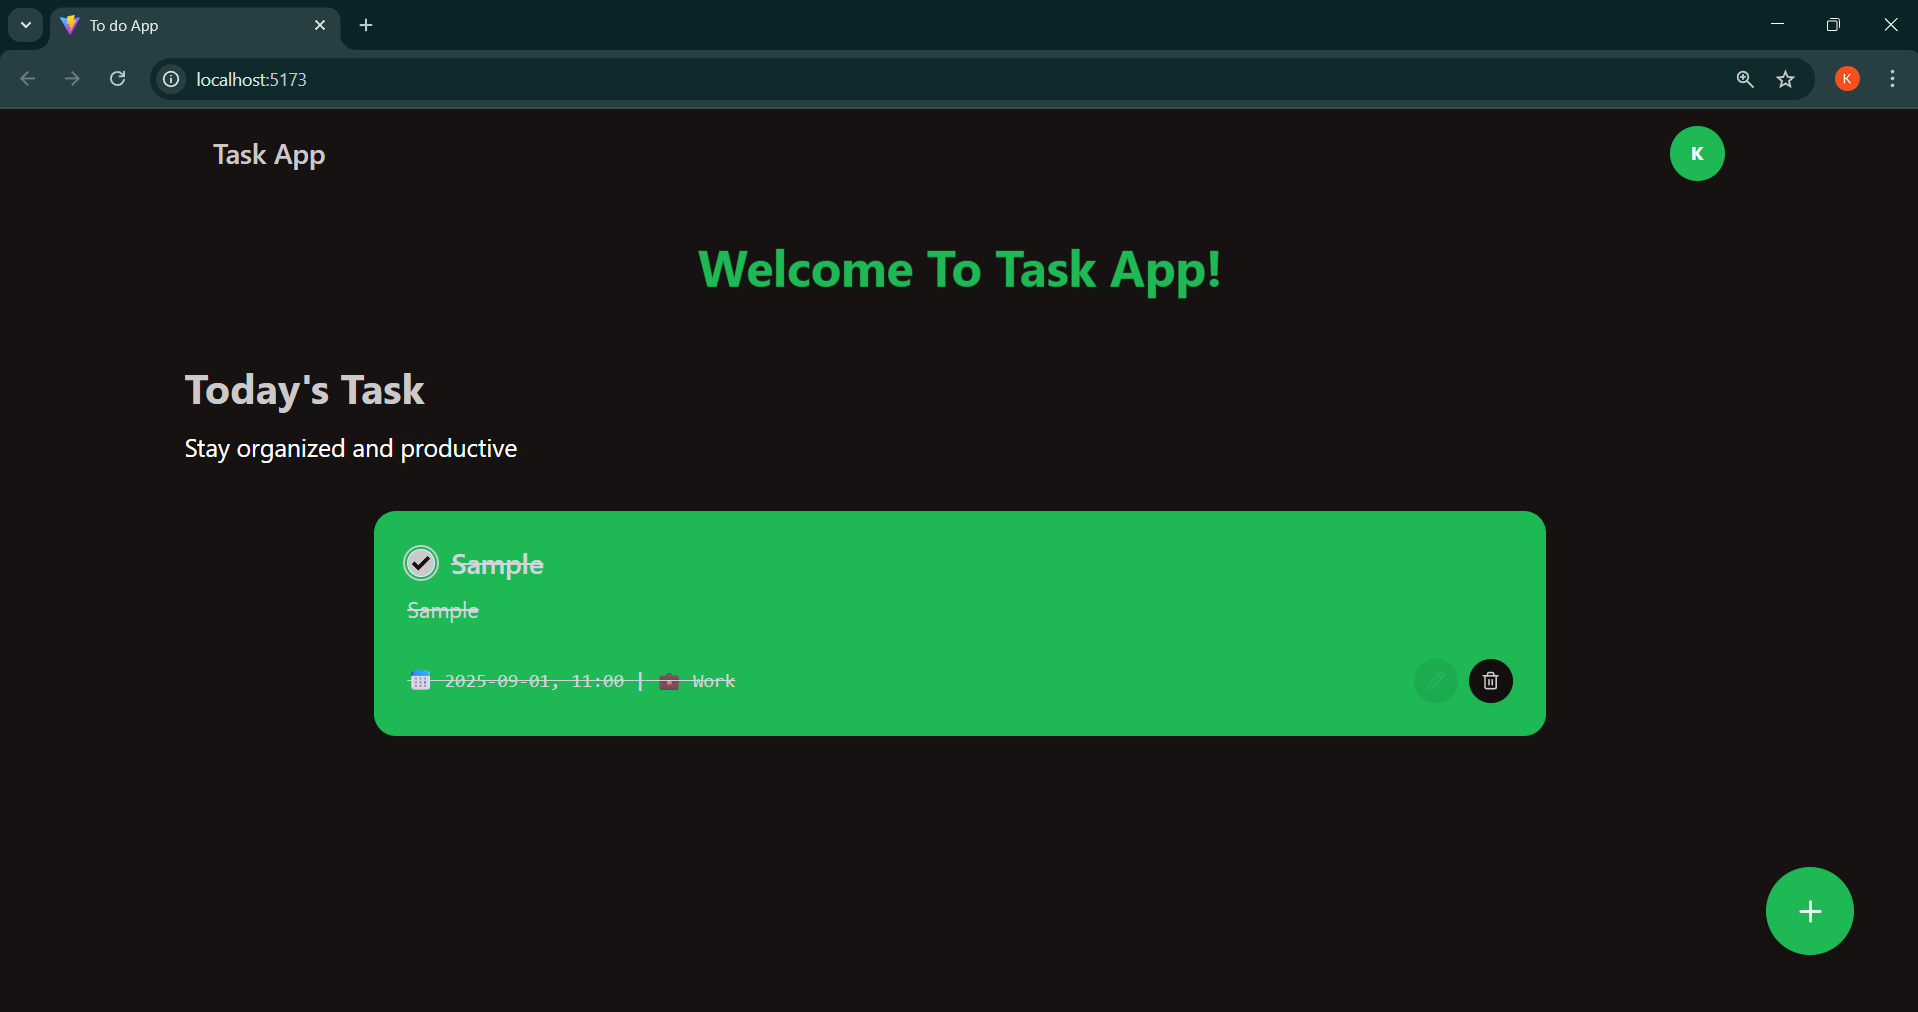 To do App
localhost:5173
K
Task App
K
Welcome To Task App!
Today's Task
Stay organized and productive
Sample
Sample
2025-09-01, 11:00 | Work